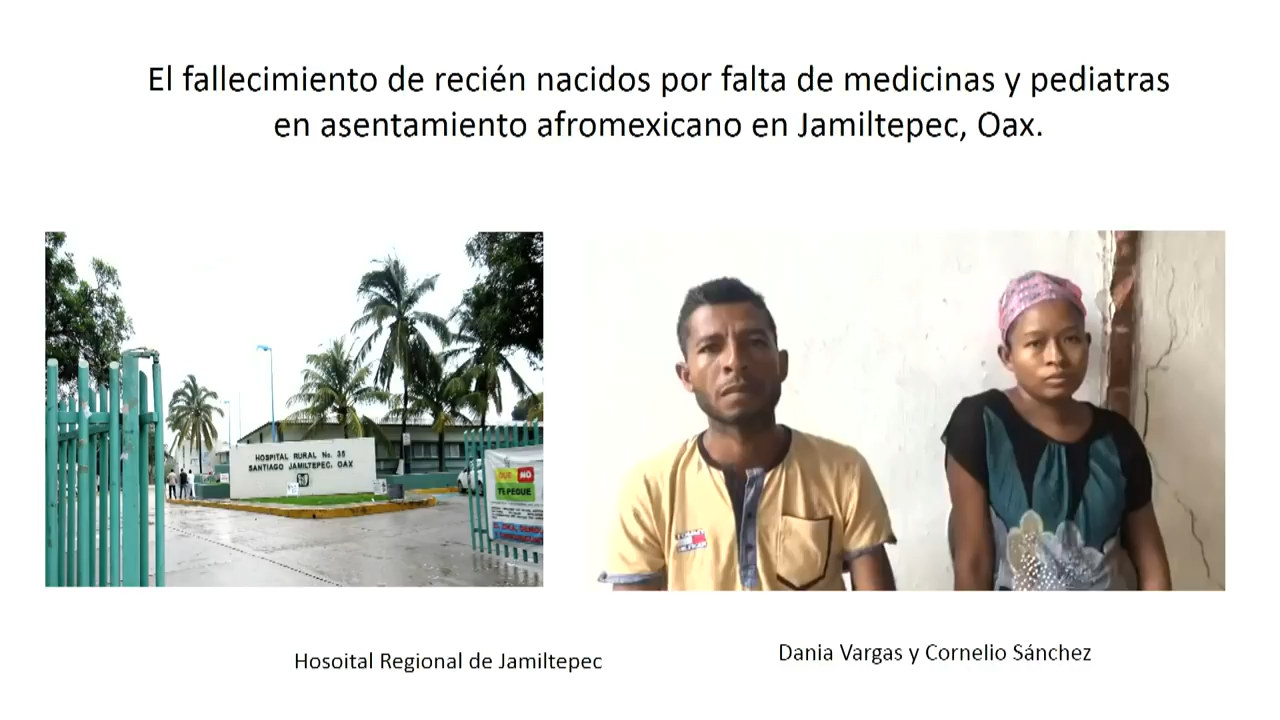 El fallecimiento de recién nacidos por falta de medicinas y pediatras
en asentamiento afromexicano en Jamiltepec, Oax.
HOSPITAL RURAL No. 35
SANTIAGO JAMILTEPEC, OAX
QUE NO
TE PEGUE
Hosoital Regional de Jamiltepec
Dania Vargas y Cornelio Sánchez